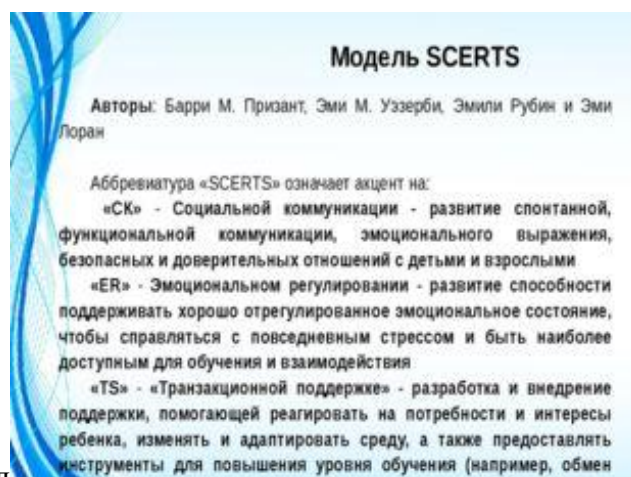 Модель SCERTS
Авторы: Барри М. Призант, Эми М. Уэзерби, Эмили Рубин и Эми
Лоран
Аббревиатура «SCERTS» означает акцент на:
«СК» - Социальной коммуникации - развитие спонтанной,
функциональной коммуникации, эмоционального выражения,
безопасных и доверительных отношений с детьми и взрослыми
«ER» - Эмоциональном регулировании - развитие способности
поддерживать хорошо отрегулированное эмоциональное состояние,
чтобы справляться с повседневным стрессом и быть наиболее
доступным для обучения и взаимодействия
«TS» - «Транзакционной поддержке» - разработка и внедрение
поддержки, помогающей реагировать на потребности и интересы
ребенка, изменять и адаптировать среду, а также предоставлять
инструменты для повышения уровня обучения (например, обмен